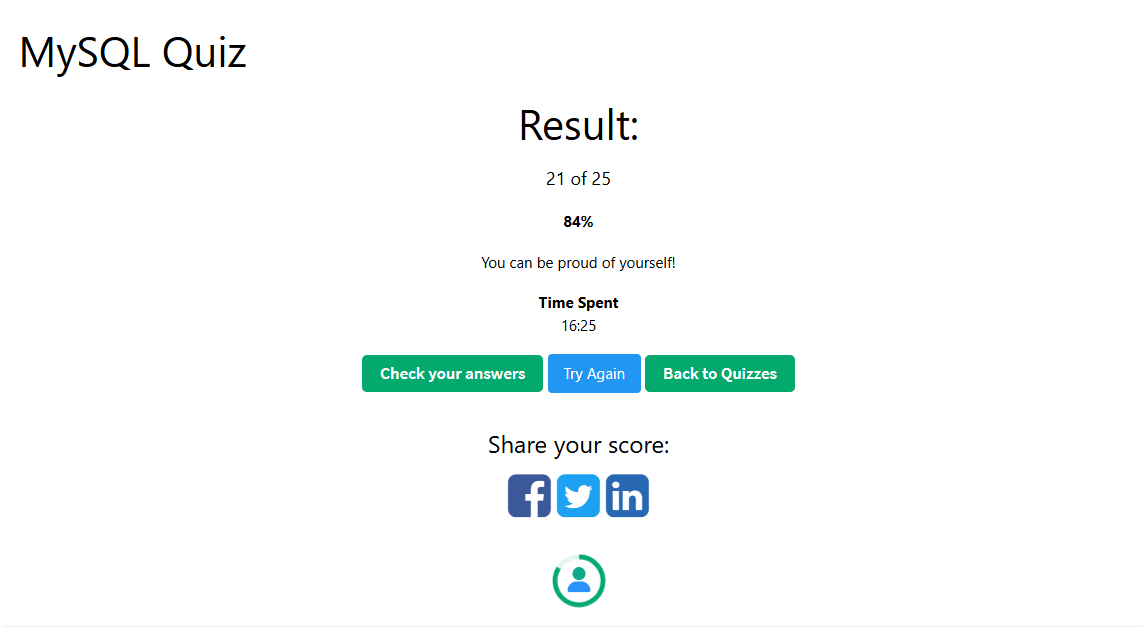 MySQL Quiz
Result:
21 of 25
84%
You can be proud of yourself!
Time Spent
16:25
Check your answers Try Again Back to Quizzes
Share your score: